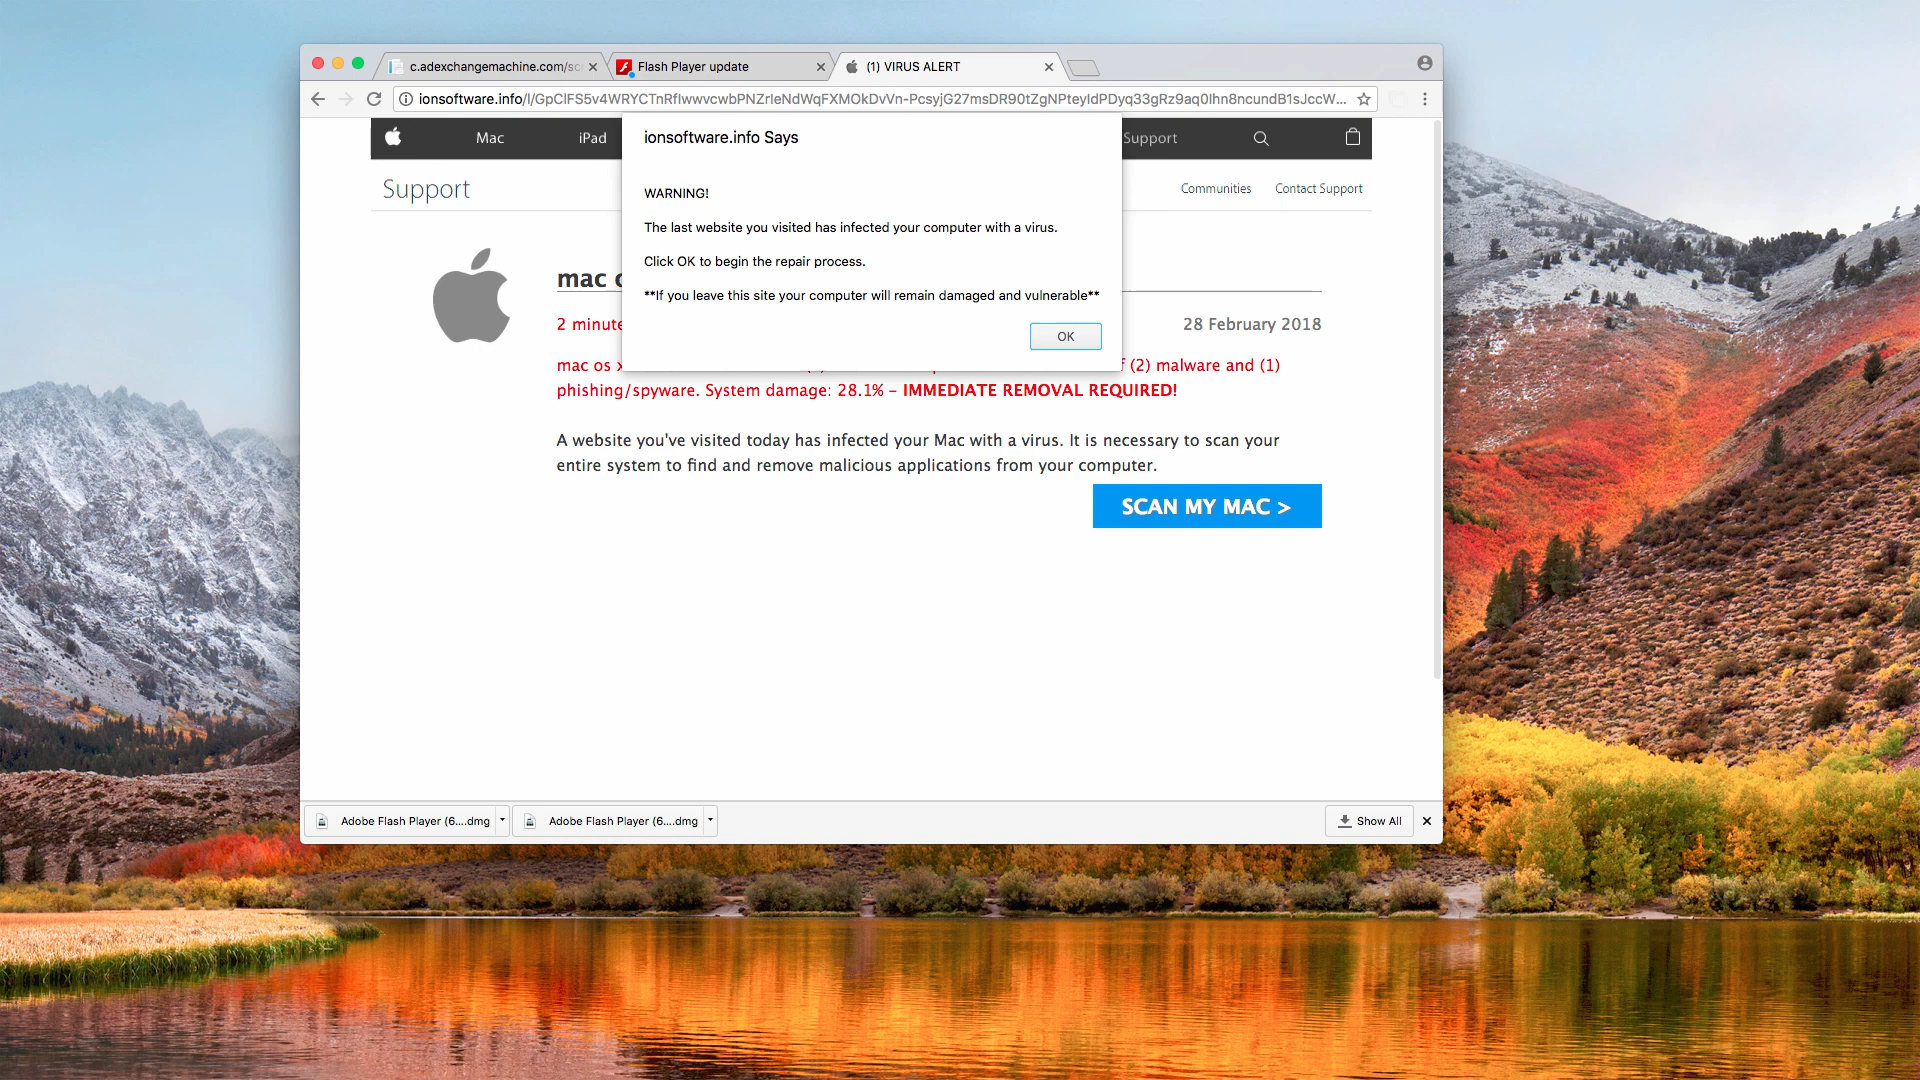 c.adexchangemachine.com/sc
Flash Player update
(1) VIRUS ALERT
Mac
iPad
Support
ionsoftware.info Says
WARNING!
The last website you visited has infected your computer with a virus.
Click OK to begin the repair process.
**If you leave this site your computer will remain damaged and vulnerable**
OK
Support
Communities
Contact Support
mac
2 minute
28 February 2018
mac os x
f (2) malware and (1)
phishing/spyware. System damage: 28.1% – IMMEDIATE REMOVAL REQUIRED!
A website you've visited today has infected your Mac with a virus. It is necessary to scan your
entire system to find and remove malicious applications from your computer.
SCAN MY MAC >
Adobe Flash Player (6....dmg
Adobe Flash Player (6....dmg
Show All